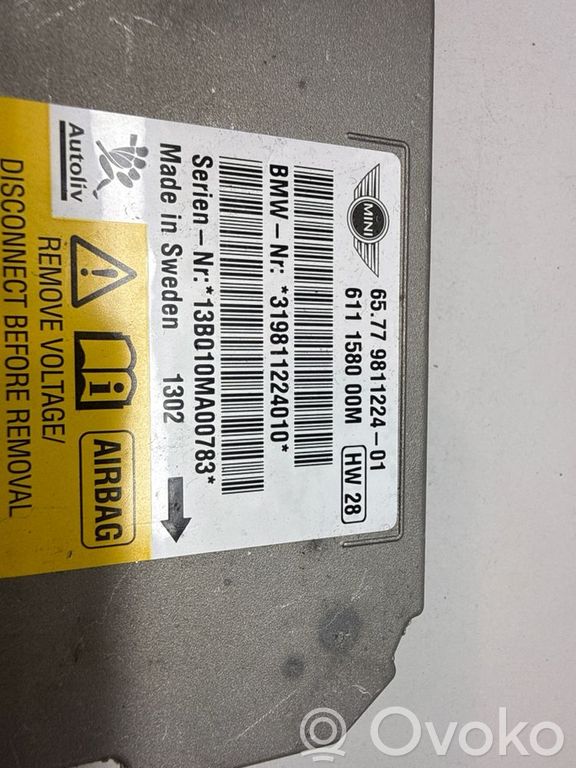 MINI
65.77 9811224-01
611 1580 00M
HW 28
BMW-Nr: *319811224010*
Serien-Nr:*13B010MA00783*
Made in Sweden 1302
Autoliv
AIRBAG
REMOVE VOLTAGE/
DISCONNECT BEFORE REMOVAL
Ovoko